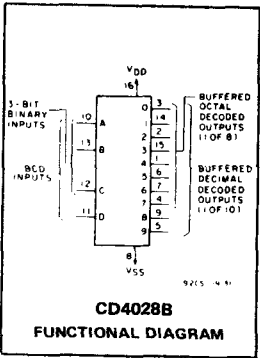 VDD
16
3-BIT
BINARY
INPUTS
10 A
13 B
BCD
INPUTS
12 C
11 D
0 3
1 14
2 2
3 15
4 1
5 6
6 7
7 4
8 9
9 5
BUFFERED
OCTAL
DECODED
OUTPUTS
(1 OF 8)
BUFFERED
DECIMAL
DECODED
OUTPUTS
(1 OF 10)
8
VSS
92CS
CD4028B
FUNCTIONAL DIAGRAM